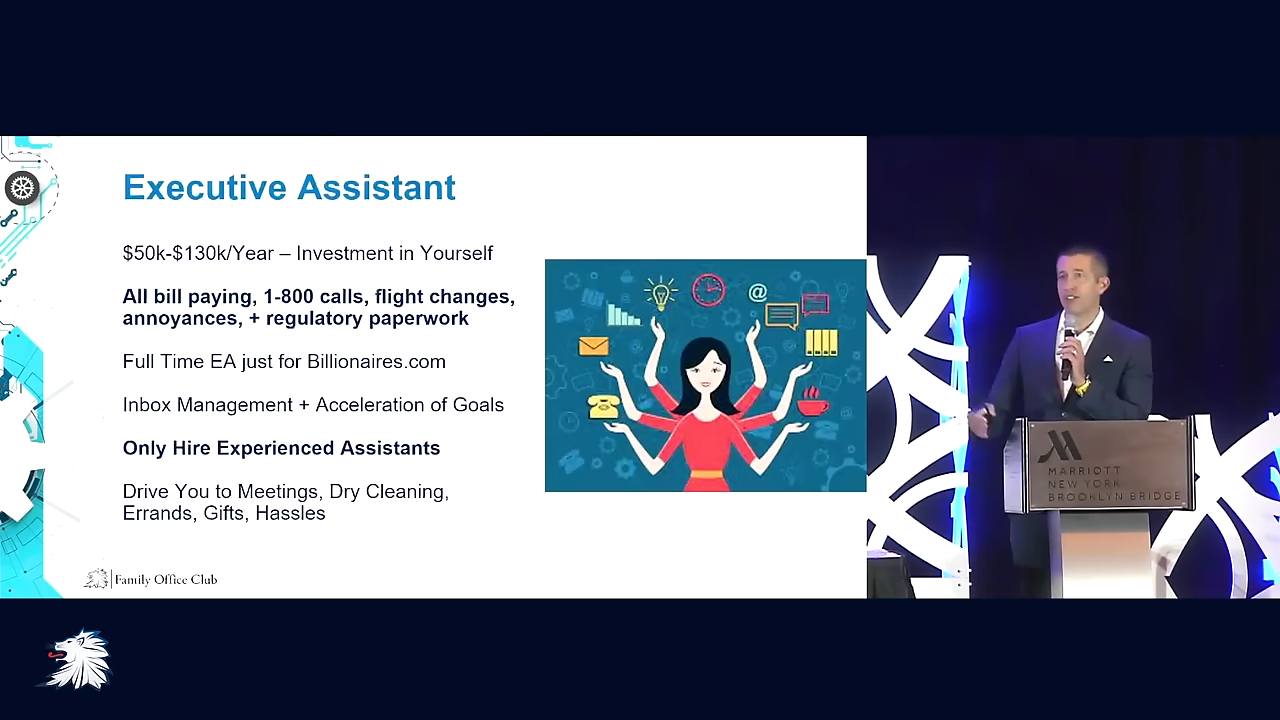 Executive Assistant
$50k-$130k/Year – Investment in Yourself
All bill paying, 1-800 calls, flight changes,
annoyances, + regulatory paperwork
Full Time EA just for Billionaires.com
Inbox Management + Acceleration of Goals
Only Hire Experienced Assistants
Drive You to Meetings, Dry Cleaning,
Errands, Gifts, Hassles
Family Office Club
@
MARRIOTT
NEW YORK
BROOKLYN BRIDGE